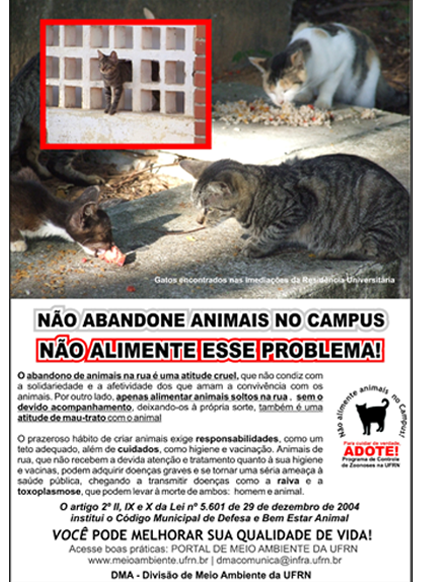 Gatos encontrados nas Imediações da Residência Universitária
NÃO ABANDONE ANIMAIS NO CAMPUS
NÃO ALIMENTE ESSE PROBLEMA!
O abandono de animais na rua é uma atitude cruel, que não condiz com
a solidariedade e a afetividade dos que amam a convivência com os
animais. Por outro lado, apenas alimentar animais soltos na rua , sem o
devido acompanhamento, deixando-os à própria sorte, também é uma
atitude de mau-trato com o animal
O prazeroso hábito de criar animais exige responsabilidades, como um
teto adequado, além de cuidados, como higiene e vacinação. Animais de
rua, que não recebem a devida atenção e tratamento quanto à sua higiene
e vacinas, podem adquirir doenças graves e se tornar uma séria ameaça à
saúde pública, chegando a transmitir doenças como a raiva e a
toxoplasmose, que podem levar à morte de ambos: homem e animal.
Não alimente animais no Campus!
Para cuidar de verdade,
ADOTE!
Programa de Controle
de Zoonoses na UFRN
O artigo 2º II, IX e X da Lei nº 5.601 de 29 de dezembro de 2004
institui o Código Municipal de Defesa e Bem Estar Animal
VOCÊ PODE MELHORAR SUA QUALIDADE DE VIDA!
Acesse boas práticas: PORTAL DE MEIO AMBIENTE DA UFRN
www.meioambiente.ufrn.br | dmacomunica@infra.ufrn.br
DMA - Divisão de Meio Ambiente da UFRN